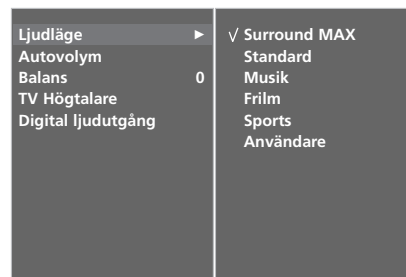 Ljudläge ►
Autovolym
Balans 0
TV Högtalare
Digital ljudutgång
√ Surround MAX
Standard
Musik
Frilm
Sports
Användare